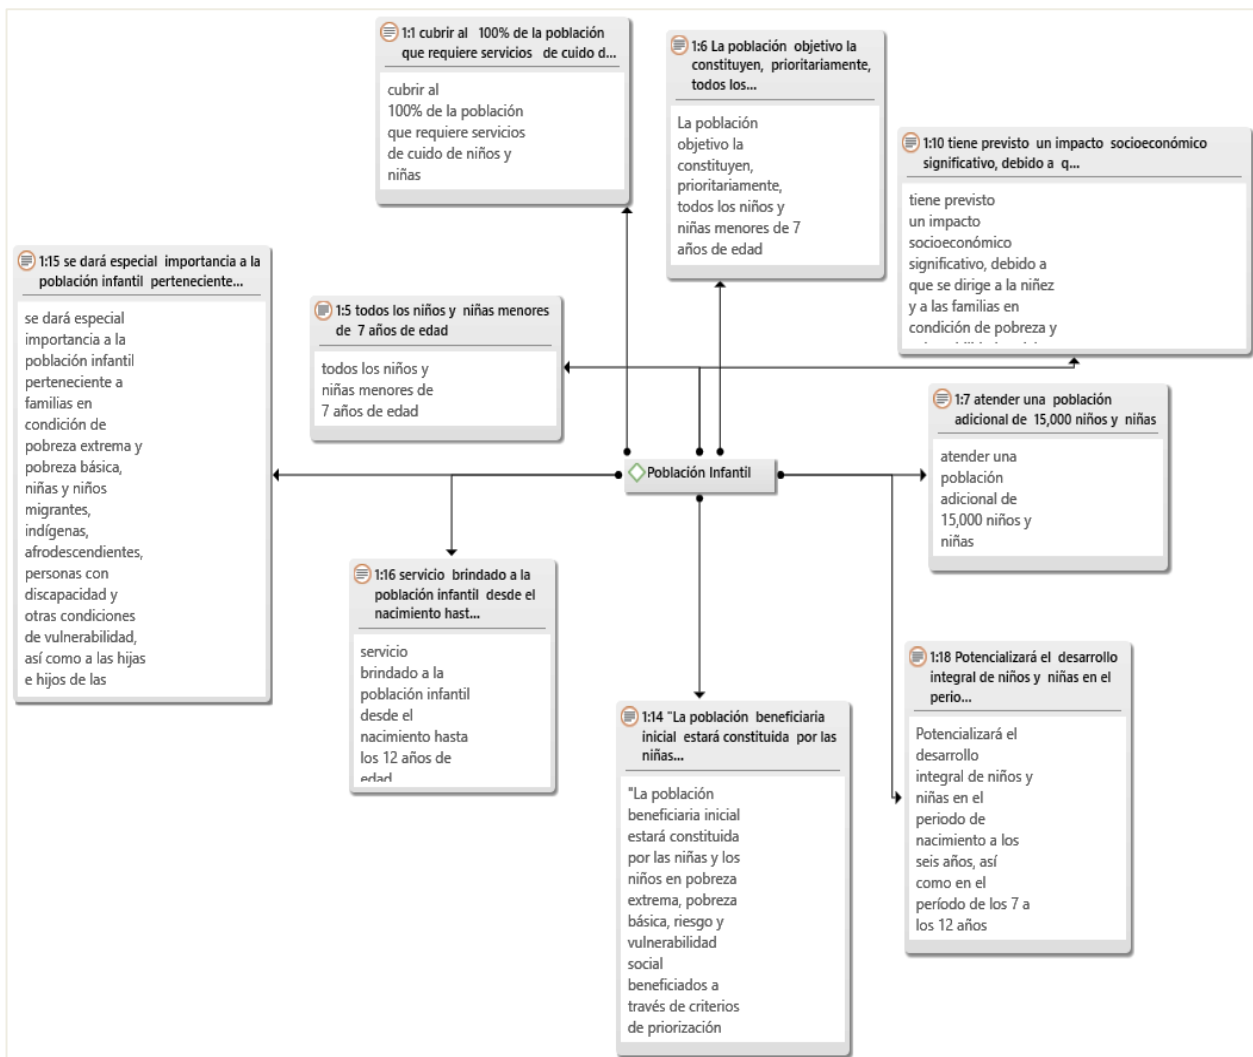 1:1 cubrir al 100% de la población
que requiere servicios de cuido d...
cubrir al
100% de la población
que requiere servicios
de cuido de niños y
niñas
1:6 La población objetivo la
constituyen, prioritariamente,
todos los...
La población
objetivo la
constituyen,
prioritariamente,
todos los niños y
niñas menores de 7
años de edad
1:10 tiene previsto un impacto socioeconómico
significativo, debido a q...
tiene previsto
un impacto
socioeconómico
significativo, debido a
que se dirige a la niñez
y a las familias en
condición de pobreza y
1:15 se dará especial importancia a la
población infantil perteneciente...
se dará especial
importancia a la
población infantil
perteneciente a
familias en
condición de
pobreza extrema y
pobreza básica,
niñas y niños
migrantes,
indígenas,
afrodescendientes,
personas con
discapacidad y
otras condiciones
de vulnerabilidad,
así como a las hijas
e hijos de las
1:5 todos los niños y niñas menores
de 7 años de edad
todos los niños y
niñas menores de
7 años de edad
Población Infantil
1:7 atender una población
adicional de 15,000 niños y niñas
atender una
población
adicional de
15,000 niños y
niñas
1:16 servicio brindado a la
población infantil desde el
nacimiento hast...
servicio
brindado a la
población infantil
desde el
nacimiento hasta
los 12 años de
edad
1:14 "La población beneficiaria
inicial estará constituida por las
niñas...
"La población
beneficiaria inicial
estará constituida
por las niñas y los
niños en pobreza
extrema, pobreza
básica, riesgo y
vulnerabilidad
social
beneficiados a
través de criterios
de priorización
1:18 Potencializará el desarrollo
integral de niños y niñas en el
perio...
Potencializará el
desarrollo
integral de niños y
niñas en el
periodo de
nacimiento a los
seis años, así
como en el
período de los 7 a
los 12 años